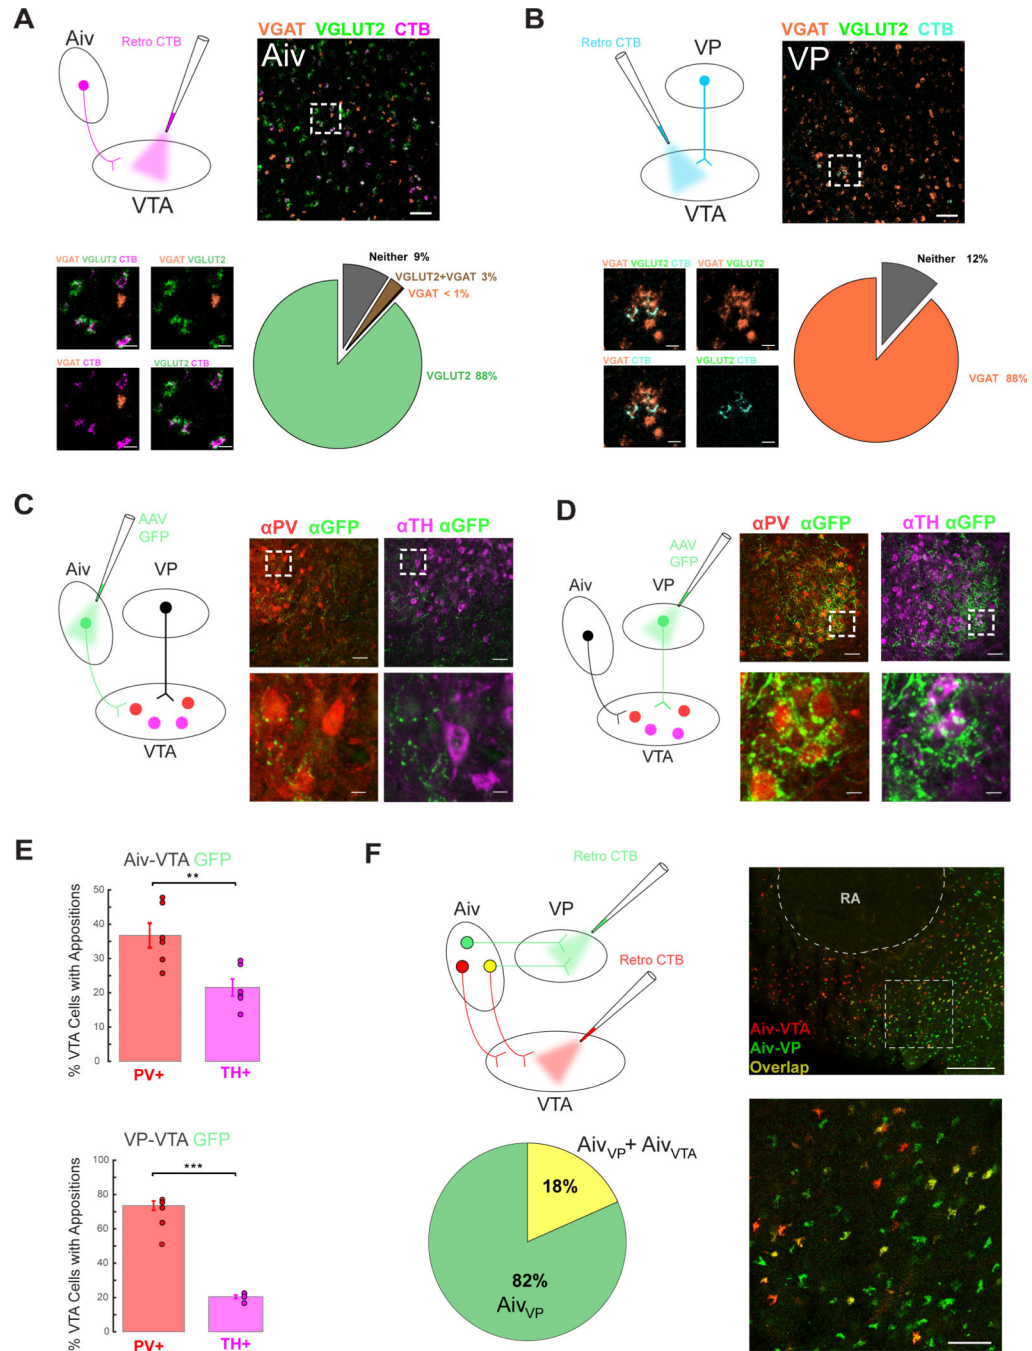 A
Aiv
Retro CTB
VTA
VGAT VGLUT2 CTB
Aiv
VGAT VGLUT2 CTB
VGAT VGLUT2
VGAT CTB
VGLUT2 CTB
Neither 9%
VGLUT2+VGAT 3%
VGAT < 1%
VGLUT2 88%
B
Retro CTB
VP
VTA
VGAT VGLUT2 CTB
VP
VGAT VGLUT2 CTB
VGAT VGLUT2
VGAT CTB
VGLUT2 CTB
Neither 12%
VGAT 88%
C
AAV
GFP
Aiv
VP
VTA
αPV αGFP
αTH αGFP
D
AAV
GFP
VP
Aiv
VTA
αPV αGFP
αTH αGFP
E
Aiv-VTA GFP
**
% VTA Cells with Appositions
50
40
30
20
10
0
PV+
TH+
VP-VTA GFP
***
% VTA Cells with Appositions
100
80
60
40
20
0
PV+
TH+
F
Retro CTB
Aiv
VP
Retro CTB
VTA
RA
Aiv-VTA
Aiv-VP
Overlap
AivVP+ AivVTA
18%
82%
AivVP